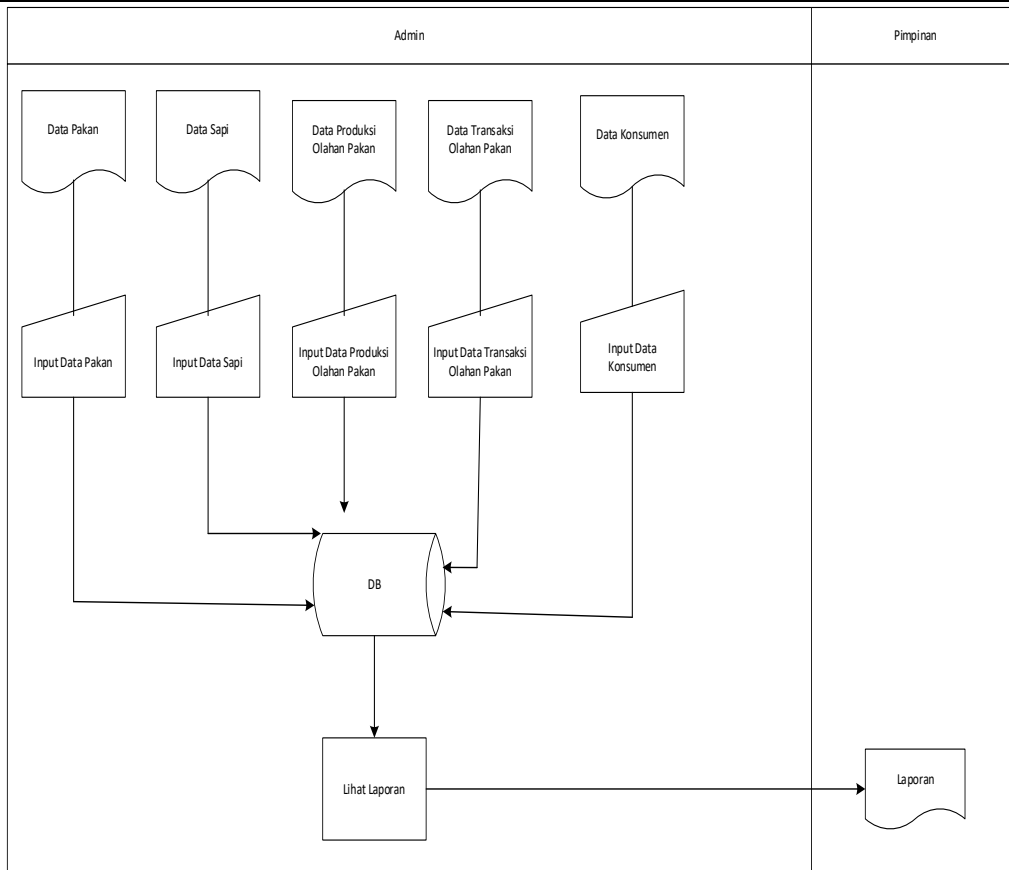 Admin
Pimpinan
Data Pakan
Data Sapi
Data Produksi
Olahan Pakan
Data Transaksi
Olahan Pakan
Data Konsumen
Input Data Pakan
Input Data Sapi
Input Data Produksi
Olahan Pakan
Input Data Transaksi
Olahan Pakan
Input Data
Konsumen
DB
Lihat Laporan
Laporan